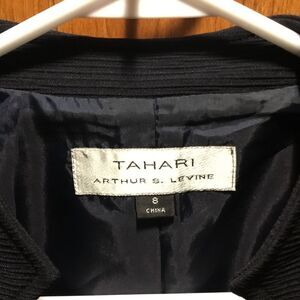 TAHARI
ARTHUR S. LEVINE
8
CHINA